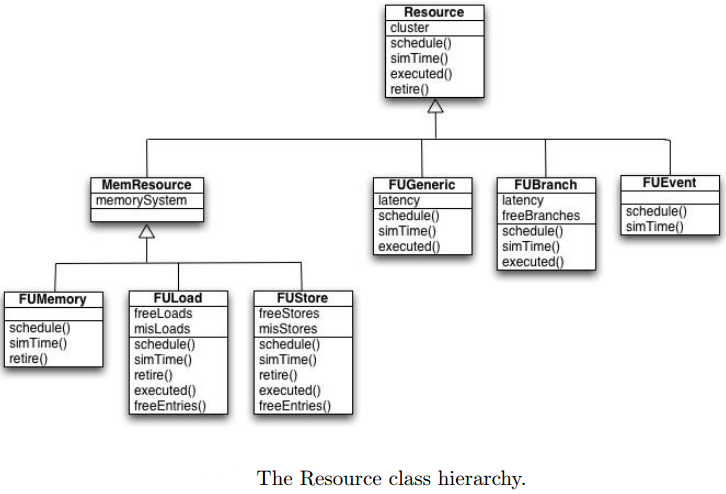 Resource
cluster
schedule()
simTime()
executed()
retire()
MemResource
memorySystem
FUGeneric
latency
schedule()
simTime()
executed()
FUBranch
latency
freeBranches
schedule()
simTime()
executed()
FUEvent
schedule()
simTime()
FUMemory
schedule()
simTime()
retire()
FULoad
freeLoads
misLoads
schedule()
simTime()
retire()
executed()
freeEntries()
FUStore
freeStores
misStores
schedule()
simTime()
retire()
executed()
freeEntries()
The Resource class hierarchy.